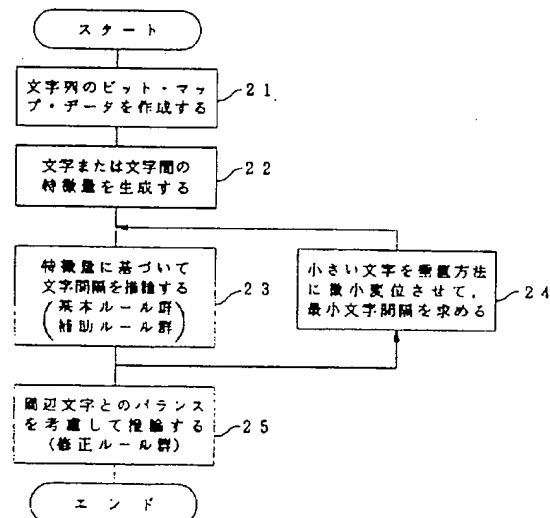 スタート
文字列のビット・マッ
プ・データを作成する
21
文字または文字間の
特徴量を生成する
22
特徴量に基づいて
文字間隔を推論する
(基本ルール群
補助ルール群)
23
小さい文字を垂直方法
に微小変位させて,
最小文字間隔を求める
24
周辺文字とのバランス
を考慮して推論する
(修正ルール群)
25
エンド